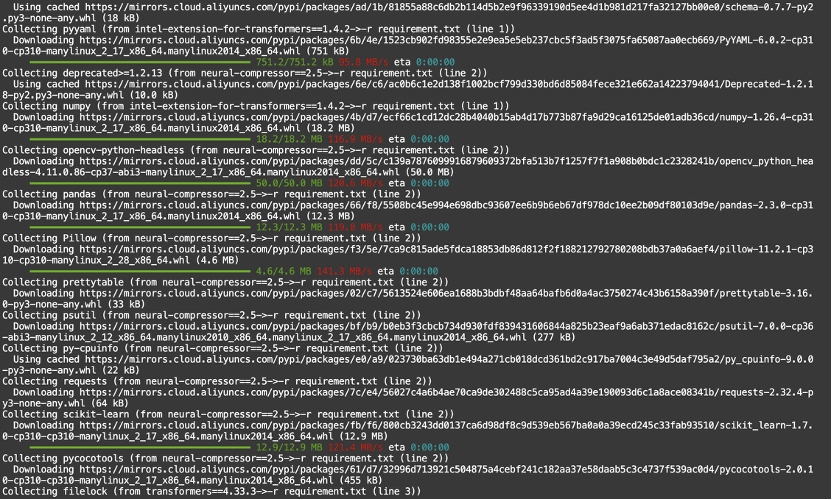 Using cached https://mirrors.cloud.aliyuncs.com/pypi/packages/ad/1b/81855a88c6db2b114d5b2e9f96339190d5ee4d1b981d217fa32127bb00e0/schema-0.7.7-py2
.py3-none-any.whl (18 kB)
Collecting pyyaml (from intel-extension-for-transformers==1.4.2->-r requirement.txt (line 1))
Downloading https://mirrors.cloud.aliyuncs.com/pypi/packages/6b/4e/1523cb902fd98355e2e9ea5e5eb237cbc5f3ad5f3075fa65087aa0ecb669/PyYAML-6.0.2-cp31
0-cp310-manylinux_2_17_x86_64.manylinux2014_x86_64.whl (751 kB)
751.2/751.2 kB 95.8 MB/s eta 0:00:00
Collecting deprecated>=1.2.13 (from neural-compressor==2.5->-r requirement.txt (line 2))
Using cached https://mirrors.cloud.aliyuncs.com/pypi/packages/6e/c6/ac0b6c1e2d138f1002bcf799d330bd6d85084fece321e662a14223794041/Deprecated-1.2.1
8-py2.py3-none-any.whl (10.0 kB)
Collecting numpy (from intel-extension-for-transformers==1.4.2->-r requirement.txt (line 1))
Downloading https://mirrors.cloud.aliyuncs.com/pypi/packages/4b/d7/ecf66c1cd12dc28b4040b15ab4d17b773b87fa9d29ca16125de01adb36cd/numpy-1.26.4-cp31
0-cp310-manylinux_2_17_x86_64.manylinux2014_x86_64.whl (18.2 MB)
18.2/18.2 MB 116.9 MB/s eta 0:00:00
Collecting opencv-python-headless (from neural-compressor==2.5->-r requirement.txt (line 2))
Downloading https://mirrors.cloud.aliyuncs.com/pypi/packages/dd/5c/c139a7876099916879609372bfa513b7f1257f7f1a908b0bdc1c2328241b/opencv_python_hea
dless-4.11.0.86-cp37-abi3-manylinux_2_17_x86_64.manylinux2014_x86_64.whl (50.0 MB)
50.0/50.0 MB 120.6 MB/s eta 0:00:00
Collecting pandas (from neural-compressor==2.5->-r requirement.txt (line 2))
Downloading https://mirrors.cloud.aliyuncs.com/pypi/packages/66/f8/5508bc45e994e698dbc93607ee6b9b6eb67df978dc10ee2b09df80103d9e/pandas-2.3.0-cp31
0-cp310-manylinux_2_17_x86_64.manylinux2014_x86_64.whl (12.3 MB)
12.3/12.3 MB 119.8 MB/s eta 0:00:00
Collecting Pillow (from neural-compressor==2.5->-r requirement.txt (line 2))
Downloading https://mirrors.cloud.aliyuncs.com/pypi/packages/f3/5e/7ca9c815ade5fdca18853db86d812f2f188212792780208bdb37a0a6aef4/pillow-11.2.1-cp3
10-cp310-manylinux_2_28_x86_64.whl (4.6 MB)
4.6/4.6 MB 141.3 MB/s eta 0:00:00
Collecting prettytable (from neural-compressor==2.5->-r requirement.txt (line 2))
Downloading https://mirrors.cloud.aliyuncs.com/pypi/packages/02/c7/5613524e606ea1688b3bdbf48aa64bafb6d0a4ac3750274c43b6158a390f/prettytable-3.16.
0-py3-none-any.whl (33 kB)
Collecting psutil (from neural-compressor==2.5->-r requirement.txt (line 2))
Downloading https://mirrors.cloud.aliyuncs.com/pypi/packages/bf/b9/b0eb3f3cbcb734d930fdf839431606844a825b23eaf9a6ab371edac8162c/psutil-7.0.0-cp36
-abi3-manylinux_2_12_x86_64.manylinux2010_x86_64.manylinux_2_17_x86_64.manylinux2014_x86_64.whl (277 kB)
Collecting py-cpuinfo (from neural-compressor==2.5->-r requirement.txt (line 2))
Using cached https://mirrors.cloud.aliyuncs.com/pypi/packages/e0/a9/023730ba63db1e494a271cb018dcd361bd2c917ba7004c3e49d5daf795a2/py_cpuinfo-9.0.0
-py3-none-any.whl (22 kB)
Collecting requests (from neural-compressor==2.5->-r requirement.txt (line 2))
Downloading https://mirrors.cloud.aliyuncs.com/pypi/packages/7c/e4/56027c4a6b4ae70ca9de302488c5ca95ad4a39e190093d6c1a8ace08341b/requests-2.32.4-p
y3-none-any.whl (64 kB)
Collecting scikit-learn (from neural-compressor==2.5->-r requirement.txt (line 2))
Downloading https://mirrors.cloud.aliyuncs.com/pypi/packages/fb/f6/800cb3243dd0137ca6d98df8c9d539eb567ba0a0a39ecd245c33fab93510/scikit_learn-1.7.
0-cp310-cp310-manylinux_2_17_x86_64.manylinux2014_x86_64.whl (12.9 MB)
12.9/12.9 MB 121.4 MB/s eta 0:00:00
Collecting pycocotools (from neural-compressor==2.5->-r requirement.txt (line 2))
Downloading https://mirrors.cloud.aliyuncs.com/pypi/packages/61/d7/32996d713921c504875a4cebf241c182aa37e58daab5c3c4737f539ac0d4/pycocotools-2.0.1
0-cp310-cp310-manylinux_2_17_x86_64.manylinux2014_x86_64.whl (455 kB)
Collecting filelock (from transformers==4.33.3->-r requirement.txt (line 3))